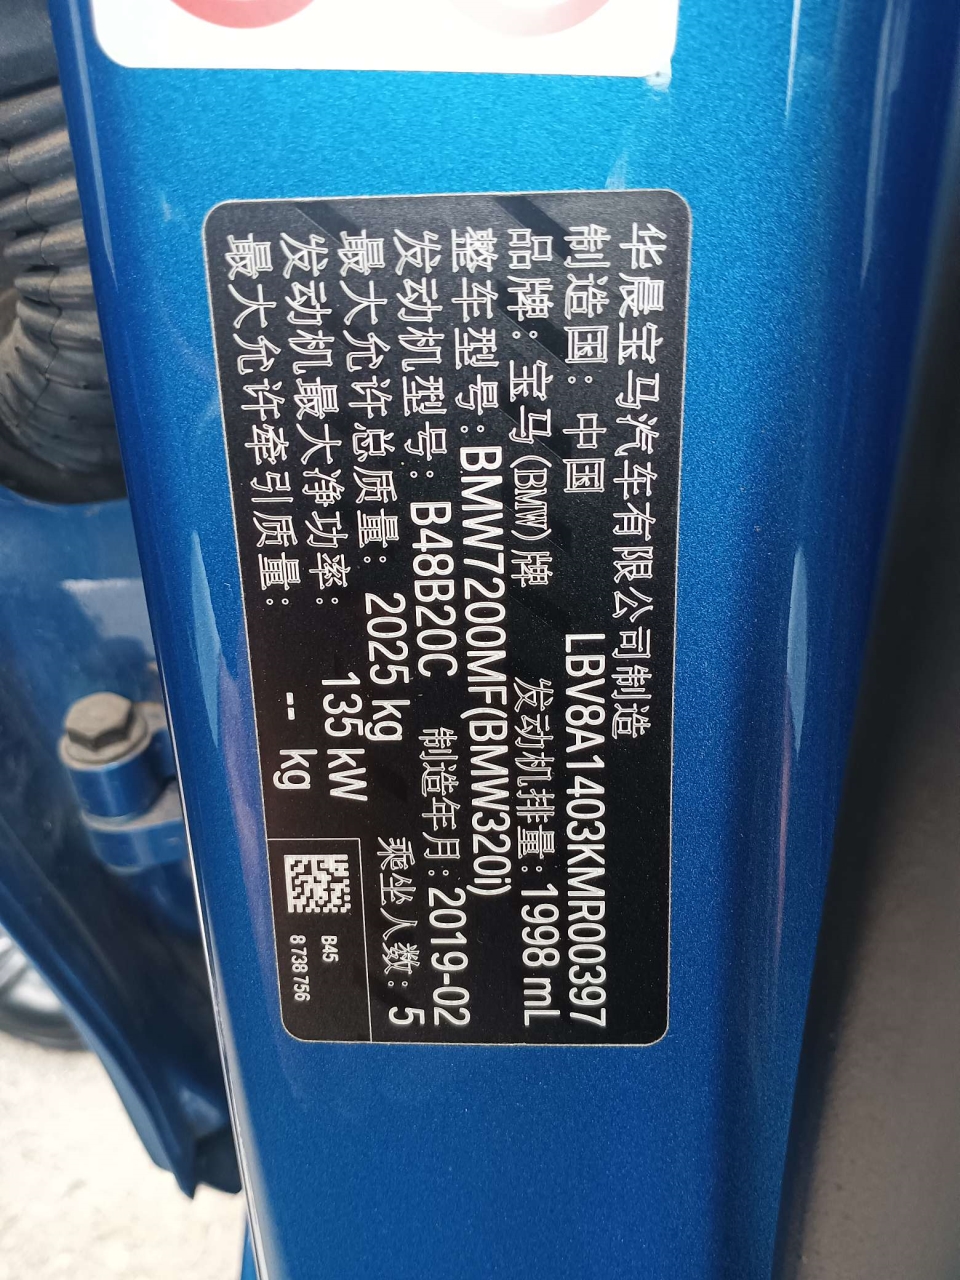 华晨宝马汽车有限公司制造
制造国:中国 LBV8A1403KMR00397
品牌:宝马(BMW)牌 发动机排量:1998 mL
整车型号:BMW7200MF(BMW320i)
发动机型号:B48B20C 制造年月:2019-02
最大允许总质量:2025 kg 乘坐人数:5
发动机最大净功率:135 kW
最大允许牵引质量:-- kg
B45
8 738 756